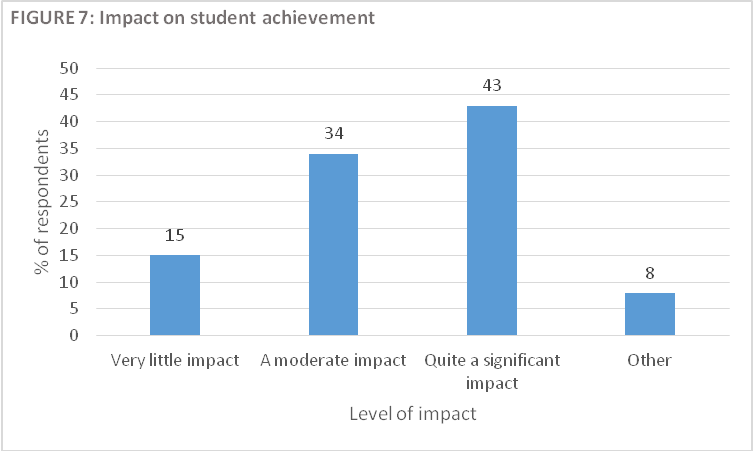 FIGURE 7: Impact on student achievement
50
45
40
35
30
25
20
15
10
5
0
% of respondents
15
34
43
8
Very little impact
A moderate impact
Quite a significant
impact
Other
Level of impact